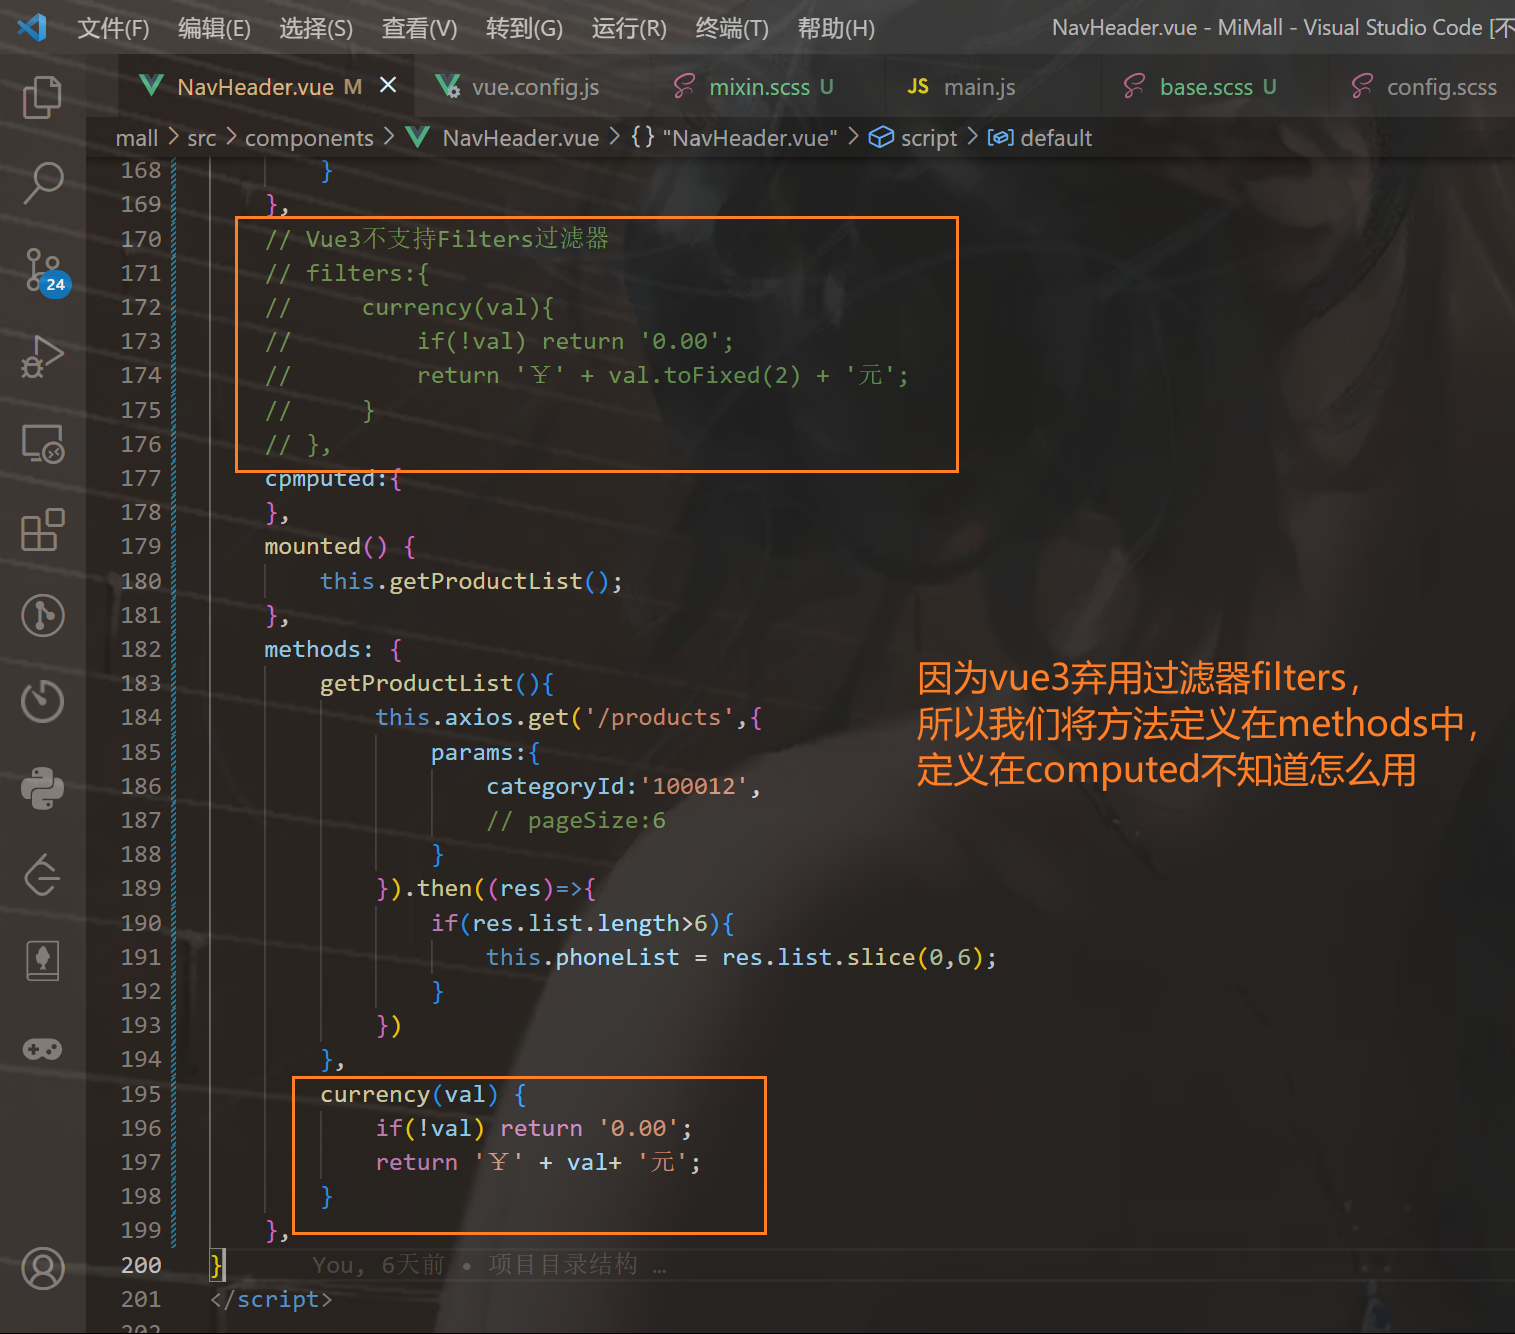 文件(F) 编辑(E) 选择(S) 查看(V) 转到(G) 运行(R) 终端(T) 帮助(H) NavHeader.vue - MiMall - Visual Studio Code [不
NavHeader.vue M × vue.config.js mixin.scss U JS main.js base.scss U config.scss
mall > src > components > NavHeader.vue > {} "NavHeader.vue" > script > default
168 }
169 },
170 // Vue3不支持Filters过滤器
171 // filters:{
172 // currency(val){
173 // if(!val) return '0.00';
174 // return '￥' + val.toFixed(2) + '元';
175 // }
176 // },
177 cpmputed:{
178 },
179 mounted() {
180 this.getProductList();
181 },
182 methods: {
183 getProductList(){
184 this.axios.get('/products',{
185 params:{
186 categoryId:'100012',
187 // pageSize:6
188 }
189 }).then((res)=>{
190 if(res.list.length>6){
191 this.phoneList = res.list.slice(0,6);
192 }
193 })
194 },
195 currency(val) {
196 if(!val) return '0.00';
197 return '￥' + val+ '元';
198 }
199 },
200 } You, 6天前 • 项目目录结构 …
201 </script>
202
24
因为vue3弃用过滤器filters，
所以我们将方法定义在methods中，
定义在computed不知道怎么用